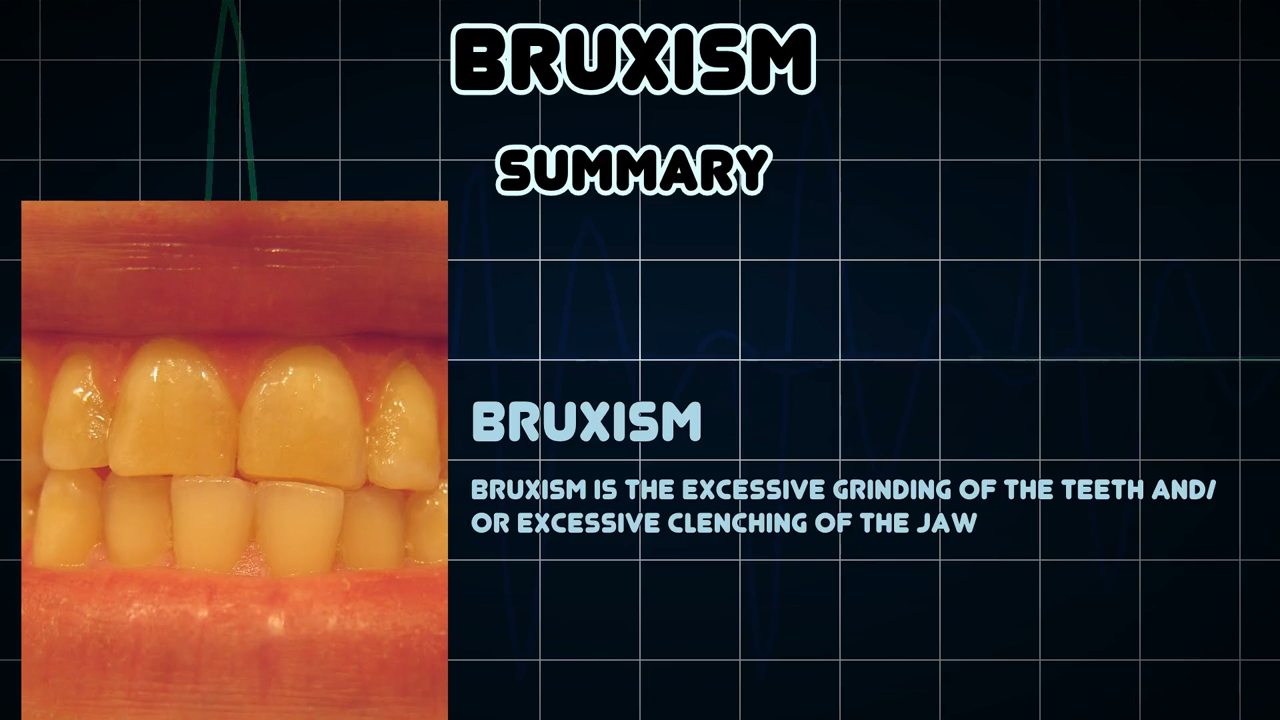 BRUXISM
SUMMARY
BRUXISM
BRUXISM IS THE EXCESSIVE GRINDING OF THE TEETH AND/
OR EXCESSIVE CLENCHING OF THE JAW